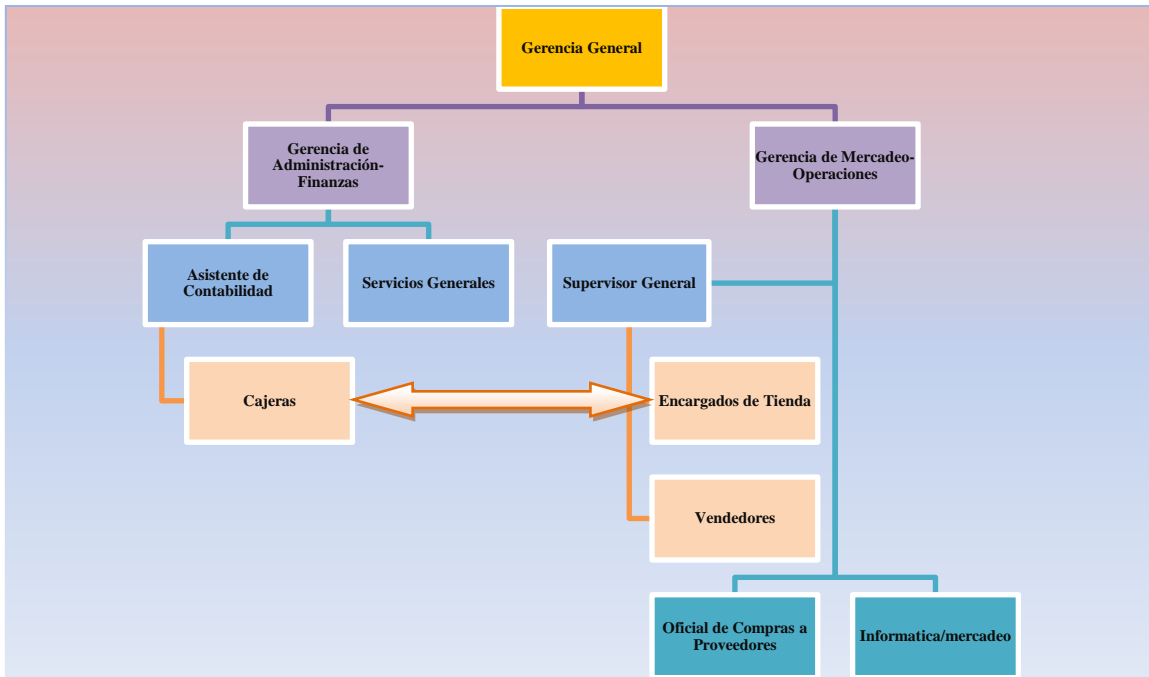 Gerencia General
Gerencia de
Administración-
Finanzas
Gerencia de Mercadeo-
Operaciones
Asistente de
Contabilidad
Servicios Generales
Supervisor General
Cajeras
Encargados de Tienda
Vendedores
Oficial de Compras a
Proveedores
Informatica/mercadeo